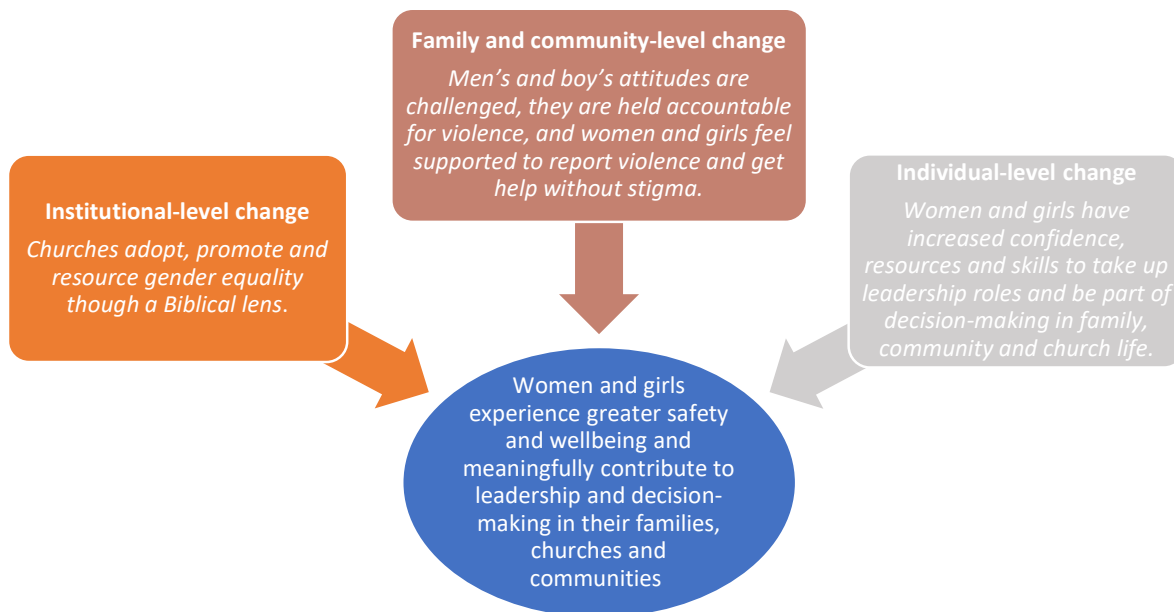 Family and community-level change
Men's and boy's attitudes are
challenged, they are held accountable
for violence, and women and girls feel
supported to report violence and get
help without stigma.
Institutional-level change
Churches adopt, promote and
resource gender equality
though a Biblical lens.
Individual-level change
Women and girls have
increased confidence,
resources and skills to take up
leadership roles and be part of
decision-making in family,
community and church life.
Women and girls
experience greater safety
and wellbeing and
meaningfully contribute to
leadership and decision-
making in their families,
churches and
communities